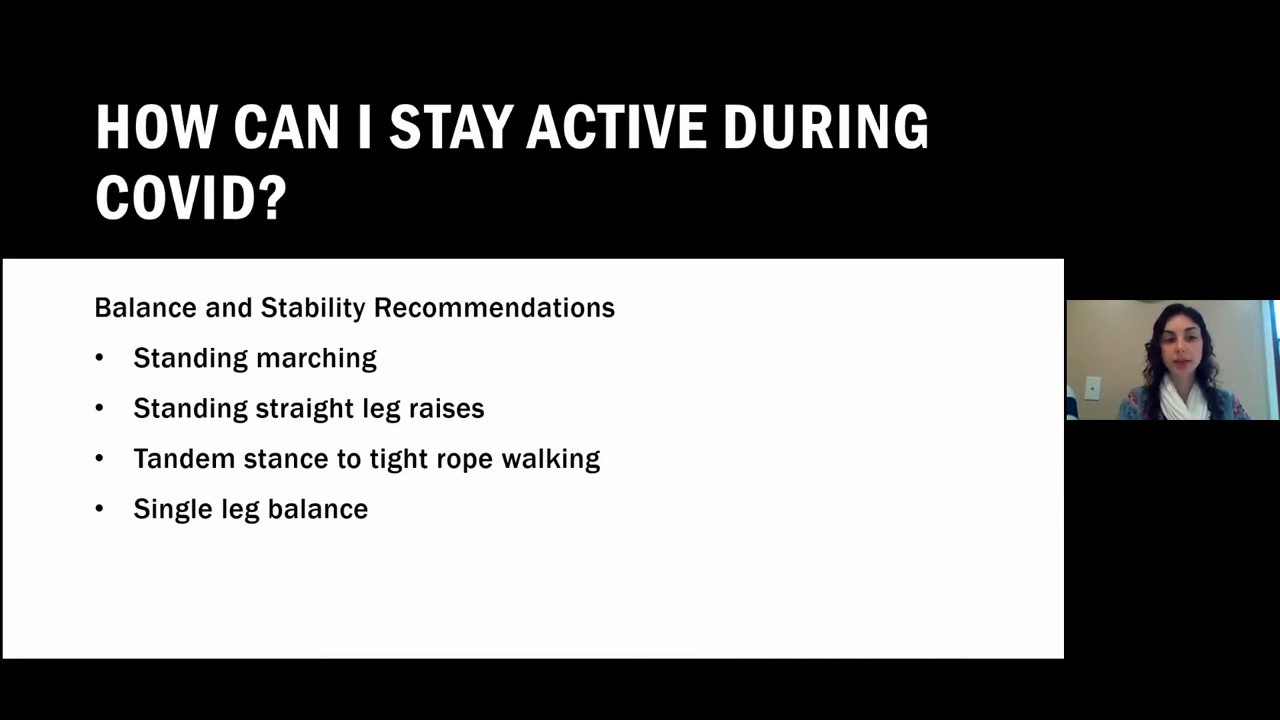 HOW CAN I STAY ACTIVE DURING
COVID?
Balance and Stability Recommendations
• Standing marching
• Standing straight leg raises
• Tandem stance to tight rope walking
• Single leg balance